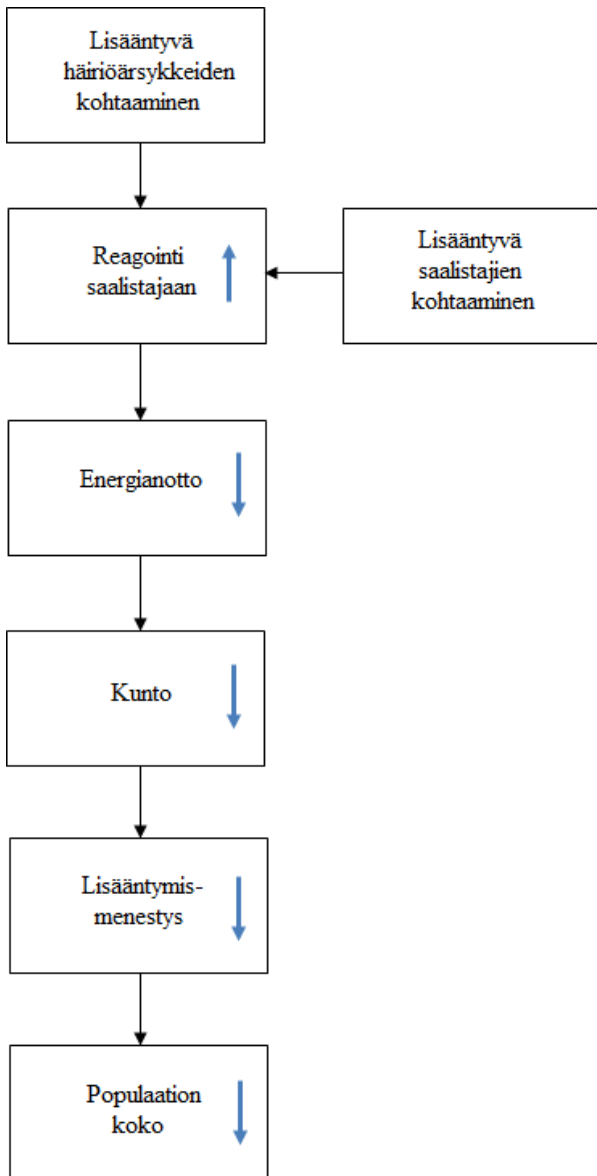 Lisääntyvä
häiriöärsykkeiden
kohtaaminen
Reagointi
saalistajaan
Lisääntyvä
saalistajien
kohtaaminen
Energianotto
Kunto
Lisääntymis-
menestys
Populaation
koko